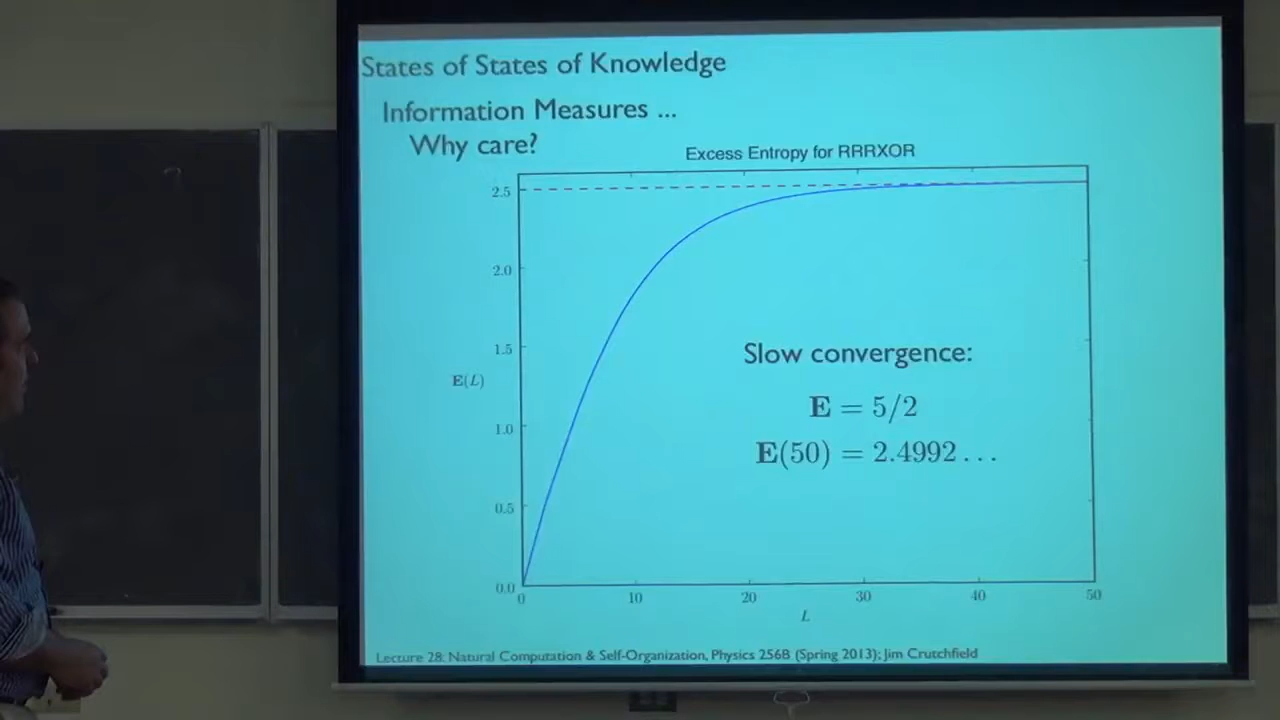 States of States of Knowledge
Information Measures ...
Why care?
Excess Entropy for RRRXOR
2.5
2.0
1.5
E(L)
1.0
0.5
0.0
0 10 20 30 40 50
L
Slow convergence:
E = 5/2
E(50) = 2.4992...
Lecture 28: Natural Computation & Self-Organization, Physics 256B (Spring 2013); Jim Crutchfield